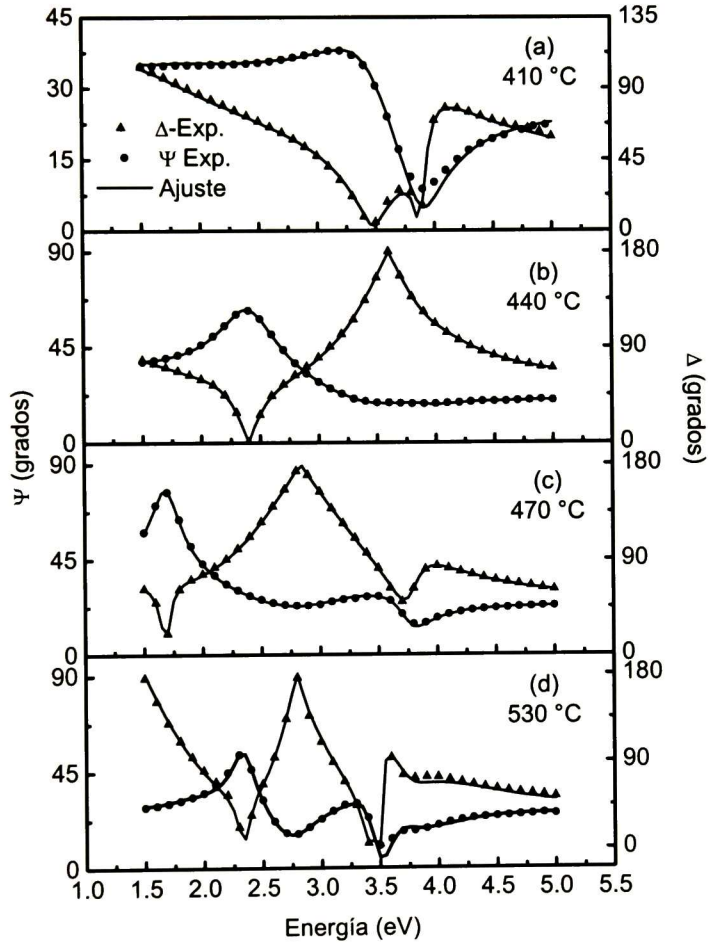 45 135
(a)
410 °C
30 90
▲ Δ-Exp.
● Ψ Exp.
— Ajuste
15 45
0 0
90 180
(b)
440 °C
45 90
0 0
90 180
(c)
470 °C
45 90
0 0
90 180
(d)
530 °C
45 90
0 0
Ψ (grados)
Δ (grados)
1.0 1.5 2.0 2.5 3.0 3.5 4.0 4.5 5.0 5.5
Energía (eV)